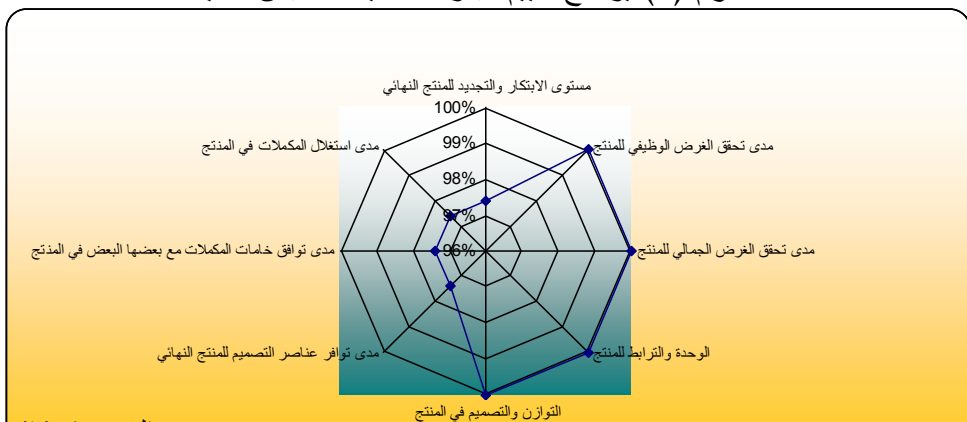 مستوى الابتكار والتجديد للمنتج النهائي
100%
99%
98%
97%
96%
مدى تحقق الغرض الوظيفي للمنتج
مدى تحقق الغرض الجمالي للمنتج
الوحدة والترابط للمنتج
التوازن والتصميم في المنتج
مدى توافر عناصر التصميم للمنتج النهائي
مدى توافق خامات المكملات مع بعضها البعض في المذتج
مدى استغلال المكملات في المذتج